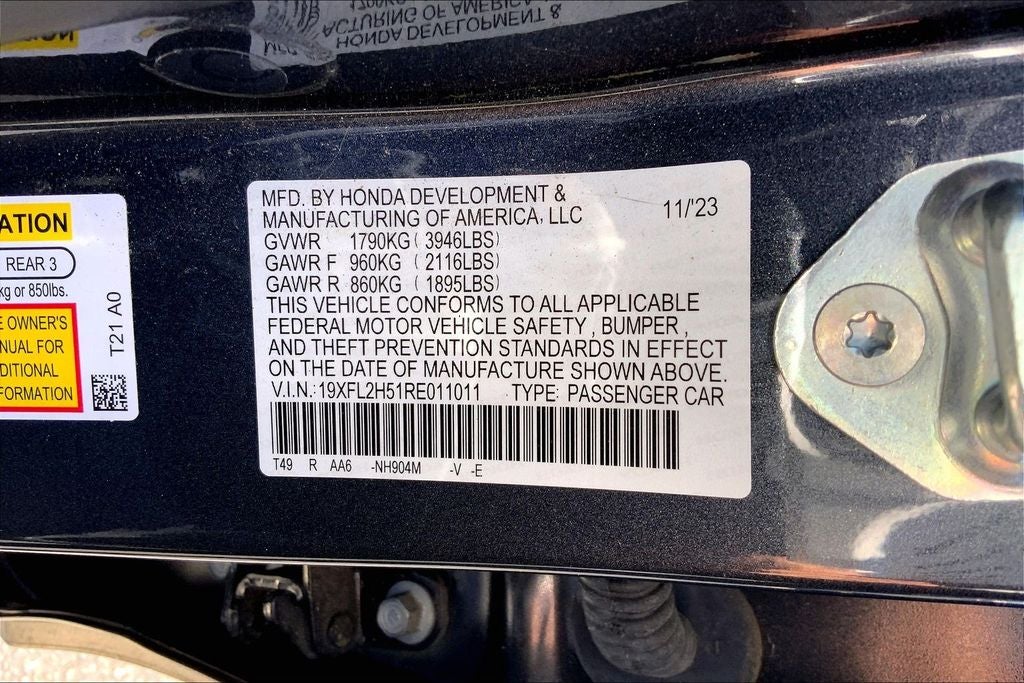 ATION
REAR 3
kg or 850lbs.
E OWNER'S
NUAL FOR
DITIONAL
FORMATION
T21 A0
MFD. BY HONDA DEVELOPMENT &
MANUFACTURING OF AMERICA, LLC
11/'23
GVWR 1790KG ( 3946LBS)
GAWR F 960KG ( 2116LBS)
GAWR R 860KG ( 1895LBS)
THIS VEHICLE CONFORMS TO ALL APPLICABLE
FEDERAL MOTOR VEHICLE SAFETY , BUMPER ,
AND THEFT PREVENTION STANDARDS IN EFFECT
ON THE DATE OF MANUFACTURE SHOWN ABOVE.
V.I.N.:19XFL2H51RE011011 TYPE: PASSENGER CAR
T49 R AA6 -NH904M -V -E